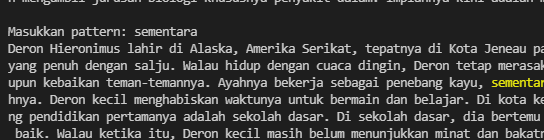 n mengambil jurusan biologi khususnya penyakit dalam. Impiannya kini adalah m
Masukkan pattern: sementara
Deron Hieronimus lahir di Alaska, Amerika Serikat, tepatnya di Kota Jeneau pa
yang penuh dengan salju. Walau hidup dengan cuaca dingin, Deron tetap merasak
upun kebaikan teman-temannya. Ayahnya bekerja sebagai penebang kayu, sementar
hnya. Deron kecil menghabiskan waktunya untuk bermain dan belajar. Di kota ke
ng pendidikan pertamanya adalah sekolah dasar. Di sekolah dasar, dia bertemu
baik. Walau ketika itu, Deron kecil masih belum menunjukkan minat dan bakat